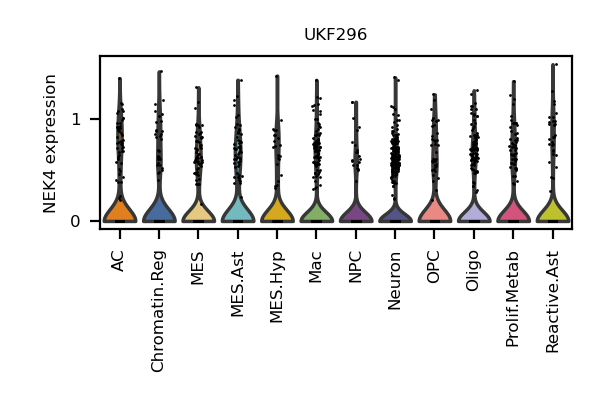 UKF296
NEK4 expression
1
0
AC
Chromatin.Reg
MES
MES.Ast
MES.Hyp
Mac
NPC
Neuron
OPC
Oligo
Prolif.Metab
Reactive.Ast